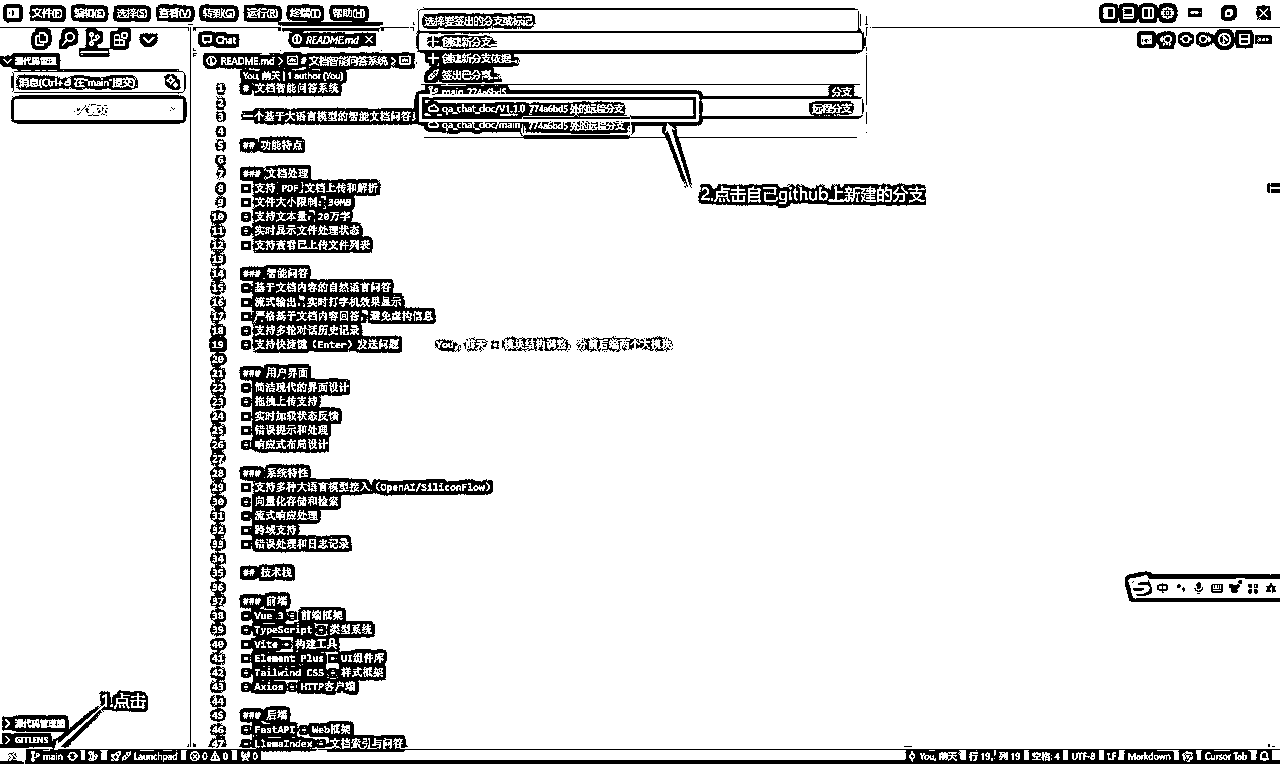 文件(F) 编辑(E) 选择(S) 查看(V) 转到(G) 运行(R) 终端(T) 帮助(H)
选择要签出的分支或标记
创建新分支...
创建新分支依据...
签出已分离...
main 774a6bd5 分支
qa_chat_doc/V1.1.0 774a6bd5 处的远程分支 远程分支
qa_chat_doc/main 774a6bd5 处的远程分支
2.点击自己github上新建的分支
源代码管理
消息(Ctrl+⏎ 在"main"提交)
Chat
README.md
README.md > # 文档智能问答系统 >
You, 前天 | 1 author (You)
1 # 文档智能问答系统
2
3 一个基于大语言模型的智能文档问答
4
5 ## 功能特点
6
7 ### 文档处理
8 - 支持 PDF 文档上传和解析
9 - 文件大小限制：30MB
10 - 支持文本量：20万字
11 - 实时显示文件处理状态
12 - 支持查看已上传文件列表
13
14 ### 智能问答
15 - 基于文档内容的自然语言问答
16 - 流式输出，实时打字机效果显示
17 - 严格基于文档内容回答，避免虚构信息
18 - 支持多轮对话历史记录
19 - 支持快捷键（Enter）发送问题 You, 前天 • 模块结构调整，分前后端两个大模块
20
21 ### 用户界面
22 - 简洁现代的界面设计
23 - 拖拽上传支持
24 - 实时加载状态反馈
25 - 错误提示和处理
26 - 响应式布局设计
27
28 ### 系统特性
29 - 支持多种大语言模型接入（OpenAI/SiliconFlow）
30 - 向量化存储和检索
31 - 流式响应处理
32 - 跨域支持
33 - 错误处理和日志记录
34
35 ## 技术栈
36
37 ### 前端
38 - Vue 3 - 前端框架
39 - TypeScript - 类型系统
40 - Vite - 构建工具
41 - Element Plus - UI组件库
42 - Tailwind CSS - 样式框架
43 - Axios - HTTP客户端
44
45 ### 后端
46 - FastAPI - Web框架
47 - LlamaIndex - 文档索引与问答
1.点击
源代码管理图
GITLENS
main Launchpad 0 0 0
You, 前天 行 19, 列 19 空格: 4 UTF-8 LF Markdown Cursor Tab
中